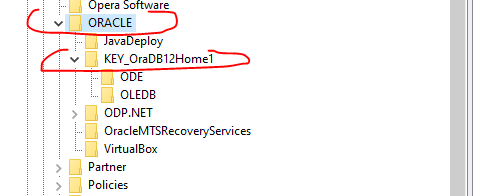 Opera Software
ORACLE
JavaDeploy
KEY_OraDB12Home1
ODE
OLEDB
ODP.NET
OracleMTSRecoveryServices
VirtualBox
Partner
Policies